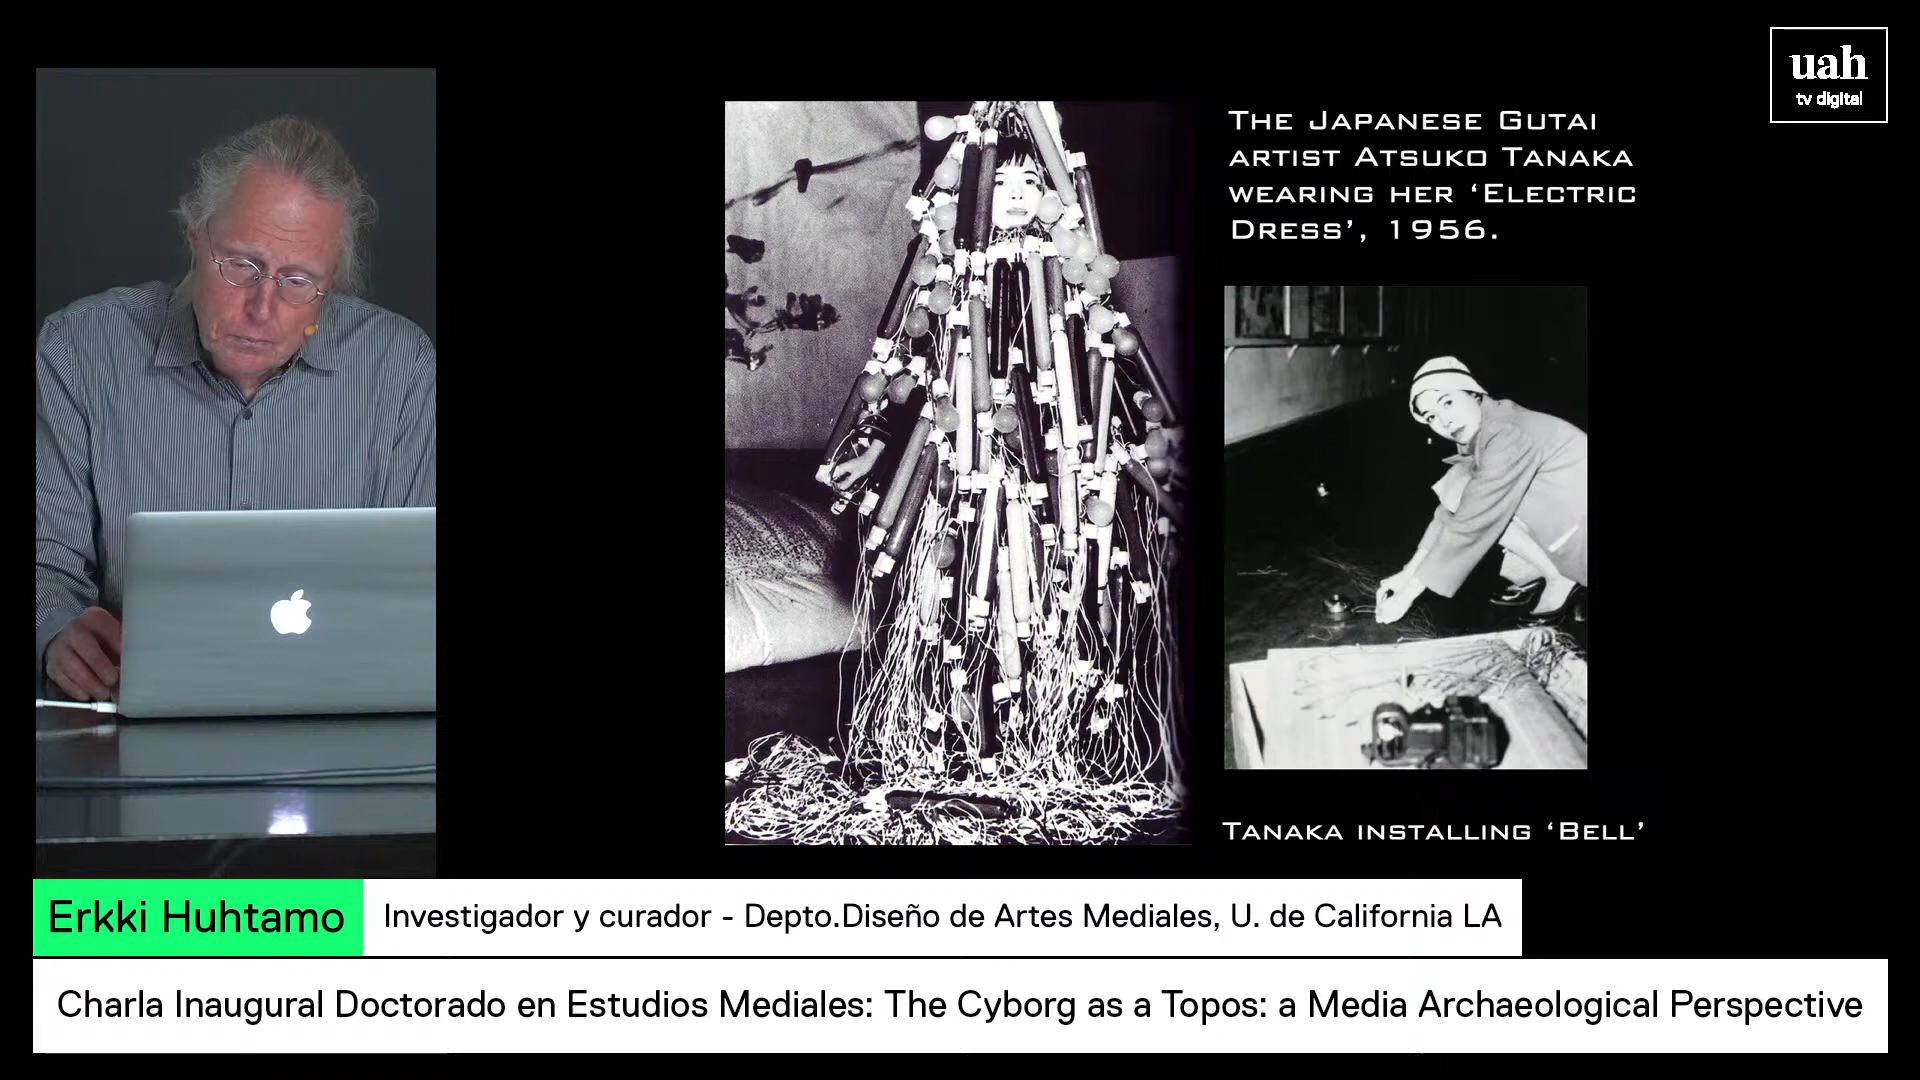 uah
tv digital
The Japanese Gutai
artist Atsuko Tanaka
wearing her ‘Electric
Dress’, 1956.
Tanaka installing ‘Bell’
Erkki Huhtamo
Investigador y curador - Depto.Diseño de Artes Mediales, U. de California LA
Charla Inaugural Doctorado en Estudios Mediales: The Cyborg as a Topos: a Media Archaeological Perspective